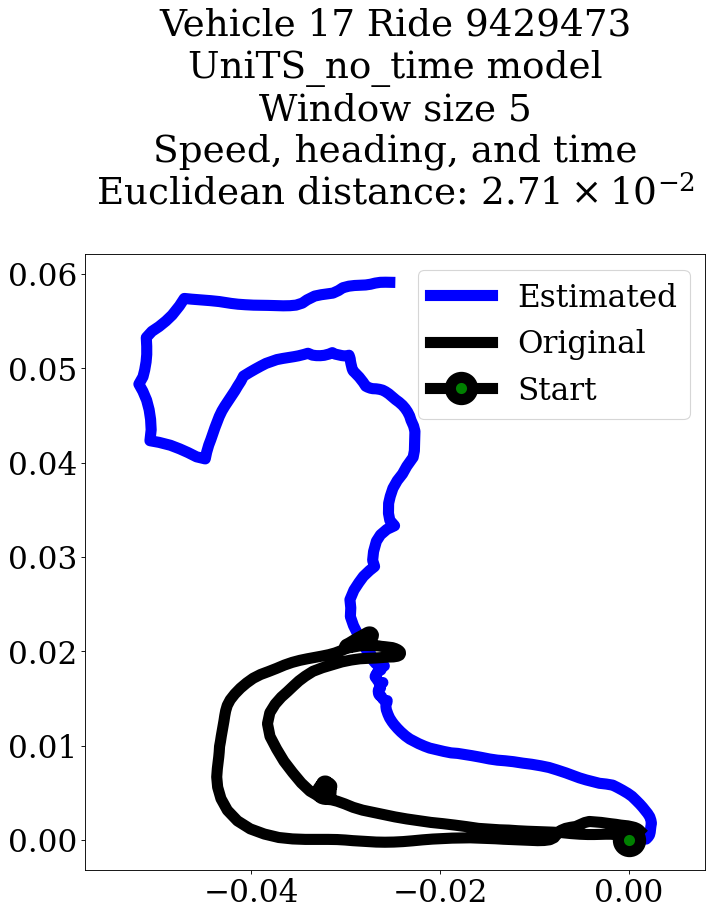 Vehicle 17 Ride 9429473
UniTS_no_time model
Window size 5
Speed, heading, and time
Euclidean distance: 2.71 × 10⁻²
0.06
0.05
0.04
0.03
0.02
0.01
0.00
−0.04
−0.02
0.00
Estimated
Original
Start